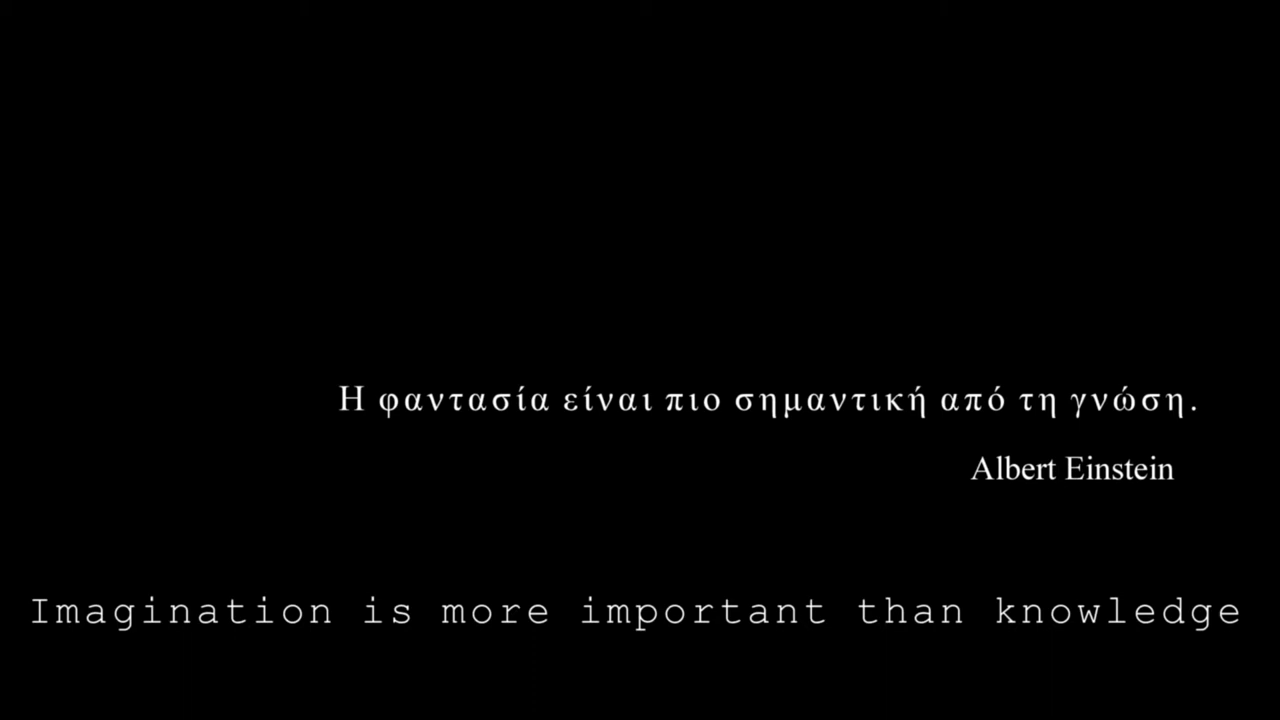 Η φαντασία είναι πιο σημαντική από τη γνώση.
Albert Einstein
Imagination is more important than knowledge